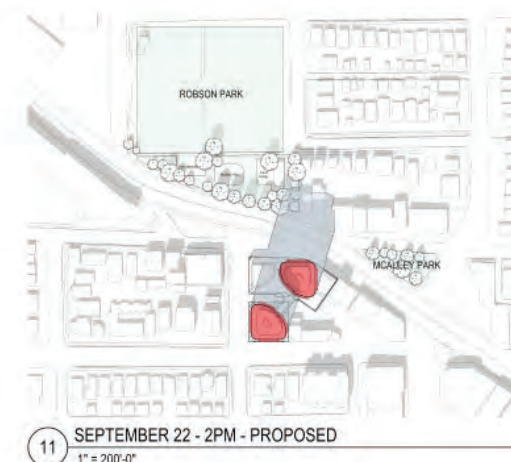 ROBSON PARK
MCAULEY PARK
11
SEPTEMBER 22 - 2PM - PROPOSED
1" = 200'-0"